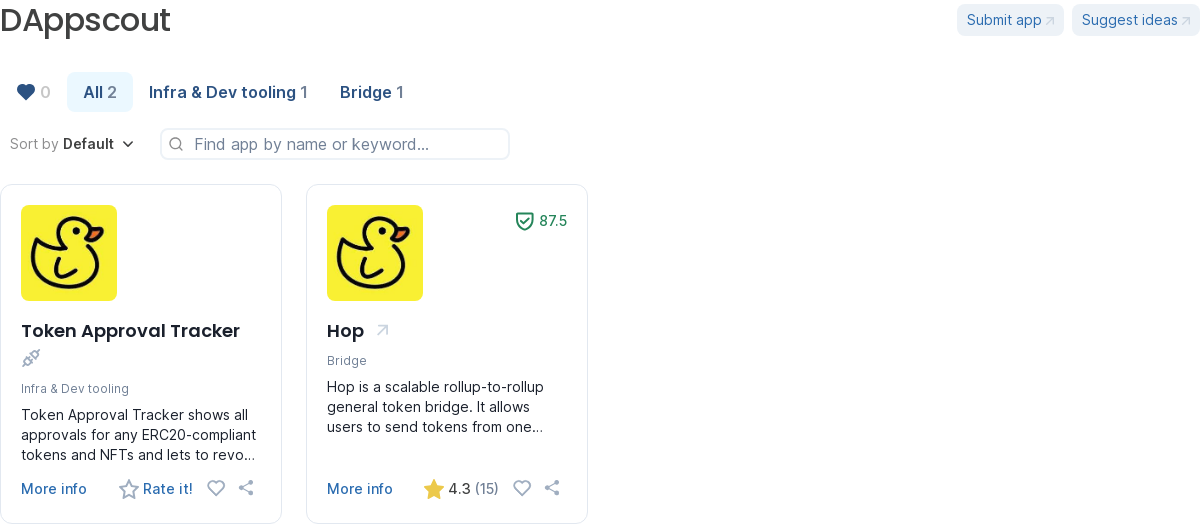 DAppscout
Submit app
Suggest ideas
0
All 2
Infra & Dev tooling 1
Bridge 1
Sort by Default
Find app by name or keyword...
Token Approval Tracker
Infra & Dev tooling
Token Approval Tracker shows all
approvals for any ERC20-compliant
tokens and NFTs and lets to revo…
More info
Rate it!
87.5
Hop
Bridge
Hop is a scalable rollup-to-rollup
general token bridge. It allows
users to send tokens from one…
More info
4.3 (15)